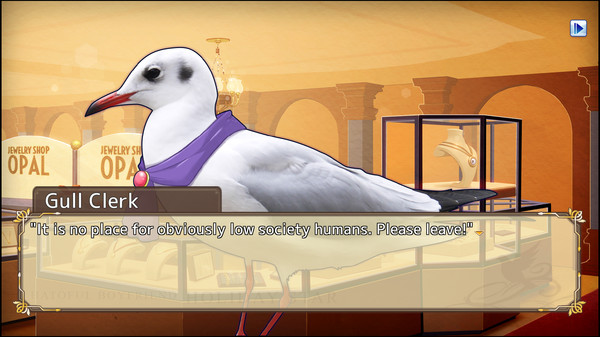 JEWELRY SHOP
OPAL
JEWELRY SHOP
OPAL
Gull Clerk
"It is no place for obviously low society humans. Please leave!"